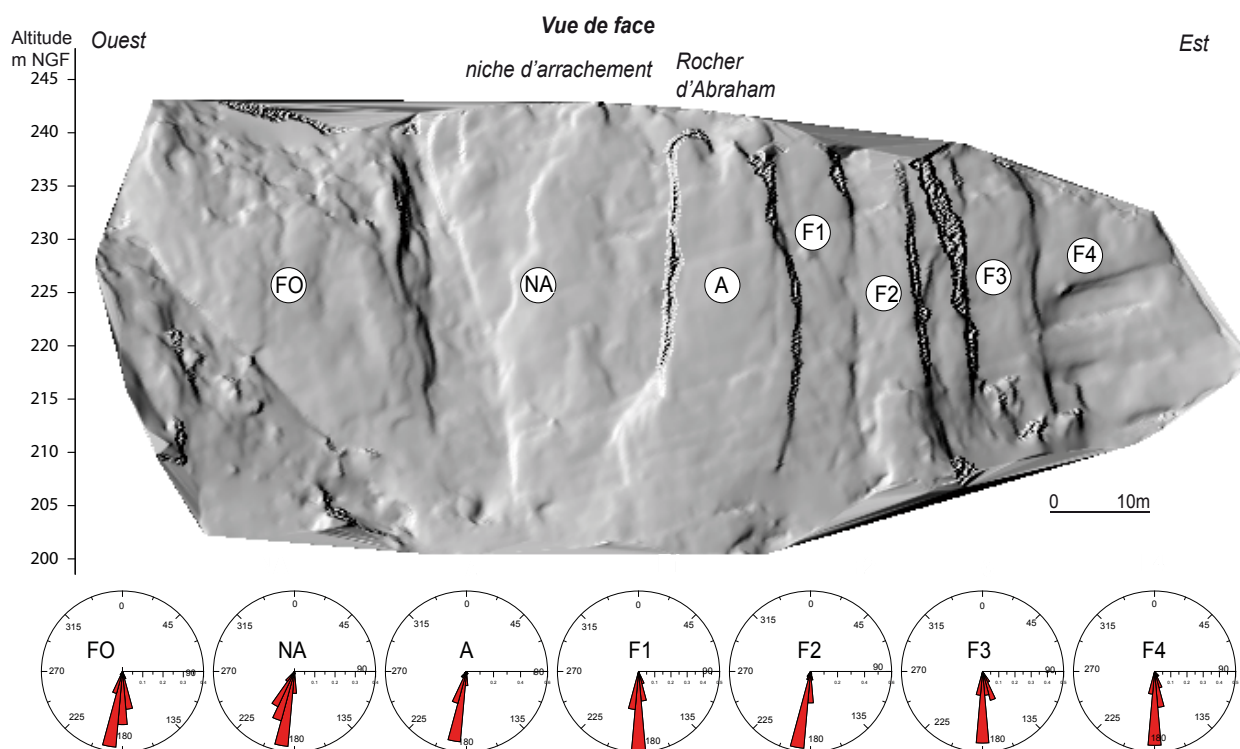 Vue de face
Altitude
m NGF
Ouest
Est
niche d'arrachement
Rocher
d'Abraham
245
240
235
230
225
220
215
210
205
200
FO
NA
A
F1
F2
F3
F4
0 10m
FO
0
45
90
135
180
225
270
315
NA
0
45
90
135
180
225
270
315
A
0
45
90
135
180
225
270
315
F1
0
45
90
135
180
225
270
315
F2
0
45
90
135
180
225
270
315
F3
0
45
90
135
180
225
270
315
F4
0
45
90
135
180
225
270
315